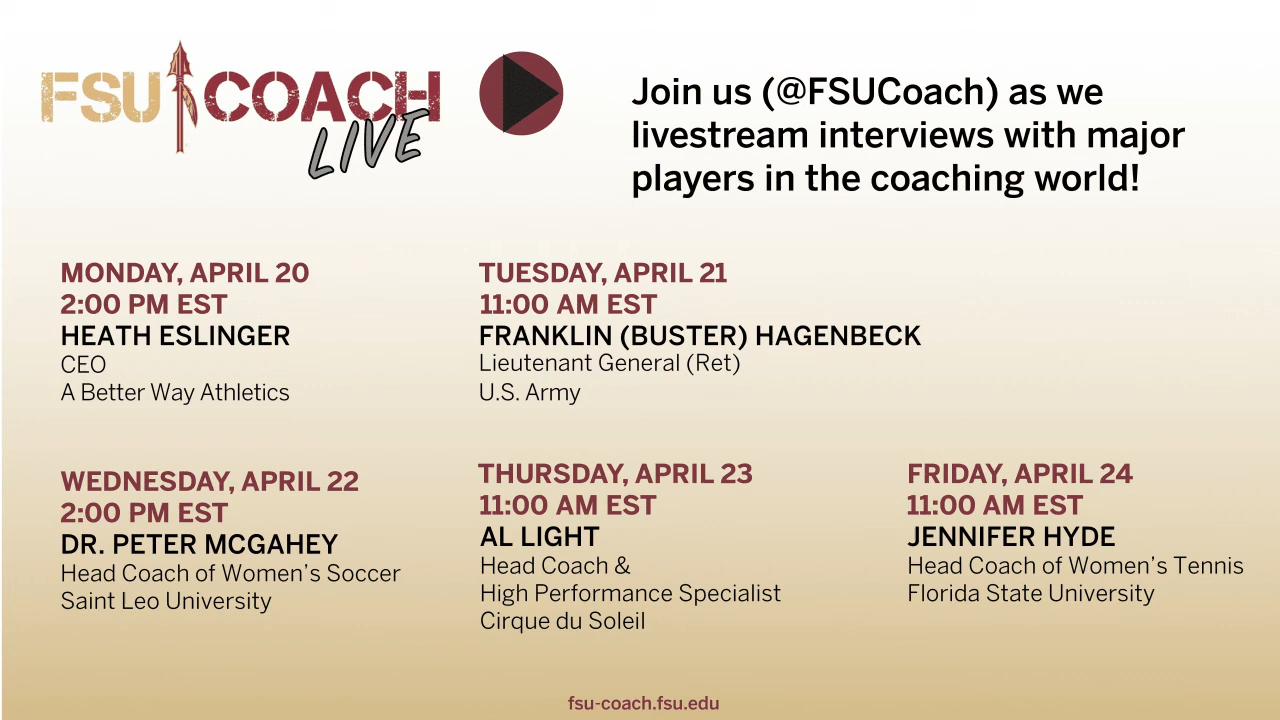 FSU COACH
LIVE
Join us (@FSUCoach) as we
livestream interviews with major
players in the coaching world!
MONDAY, APRIL 20
2:00 PM EST
HEATH ESLINGER
CEO
A Better Way Athletics
TUESDAY, APRIL 21
11:00 AM EST
FRANKLIN (BUSTER) HAGENBECK
Lieutenant General (Ret)
U.S. Army
WEDNESDAY, APRIL 22
2:00 PM EST
DR. PETER MCGAHEY
Head Coach of Women's Soccer
Saint Leo University
THURSDAY, APRIL 23
11:00 AM EST
AL LIGHT
Head Coach &
High Performance Specialist
Cirque du Soleil
FRIDAY, APRIL 24
11:00 AM EST
JENNIFER HYDE
Head Coach of Women's Tennis
Florida State University
fsu-coach.fsu.edu